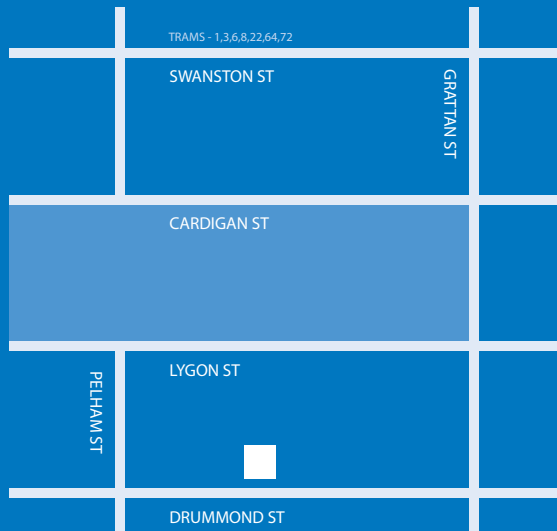 TRAMS - 1,3,6,8,22,64,72
SWANSTON ST
GRATTAN ST
CARDIGAN ST
LYGON ST
PELHAM ST
DRUMMOND ST